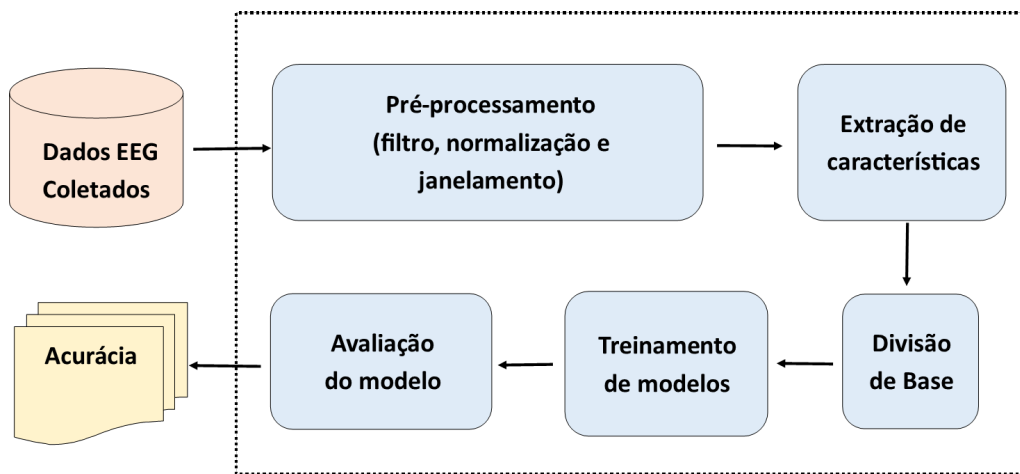 Dados EEG
Coletados
Pré-processamento
(filtro, normalização e
janelamento)
Extração de
características
Divisão
de Base
Treinamento
de modelos
Avaliação
do modelo
Acurácia